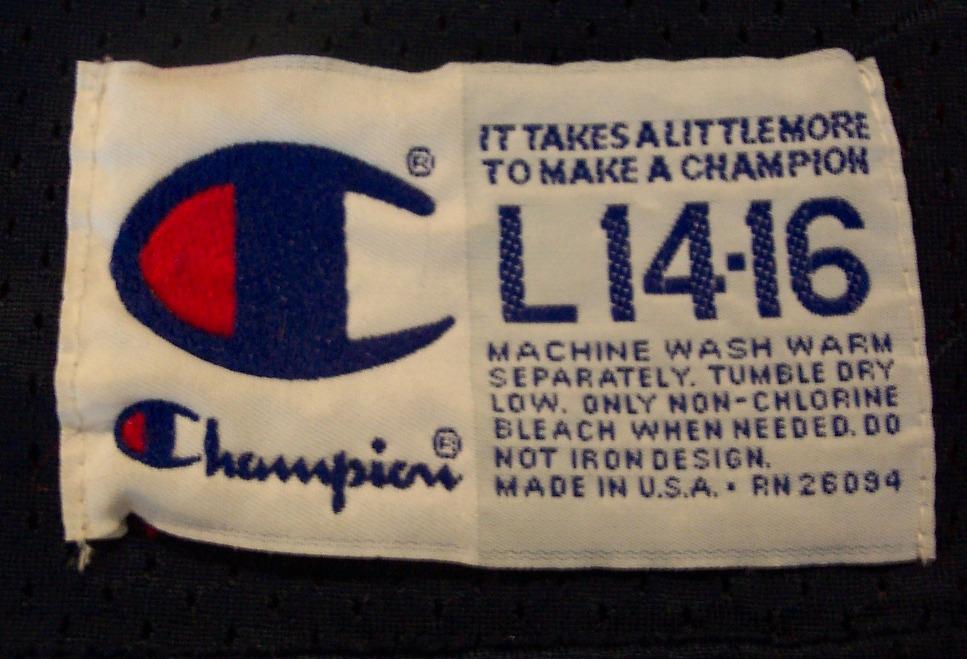 ®
Champion®
IT TAKES A LITTLE MORE
TO MAKE A CHAMPION
L 14-16
MACHINE WASH WARM
SEPARATELY. TUMBLE DRY
LOW. ONLY NON-CHLORINE
BLEACH WHEN NEEDED. DO
NOT IRON DESIGN.
MADE IN U.S.A. • RN 26094